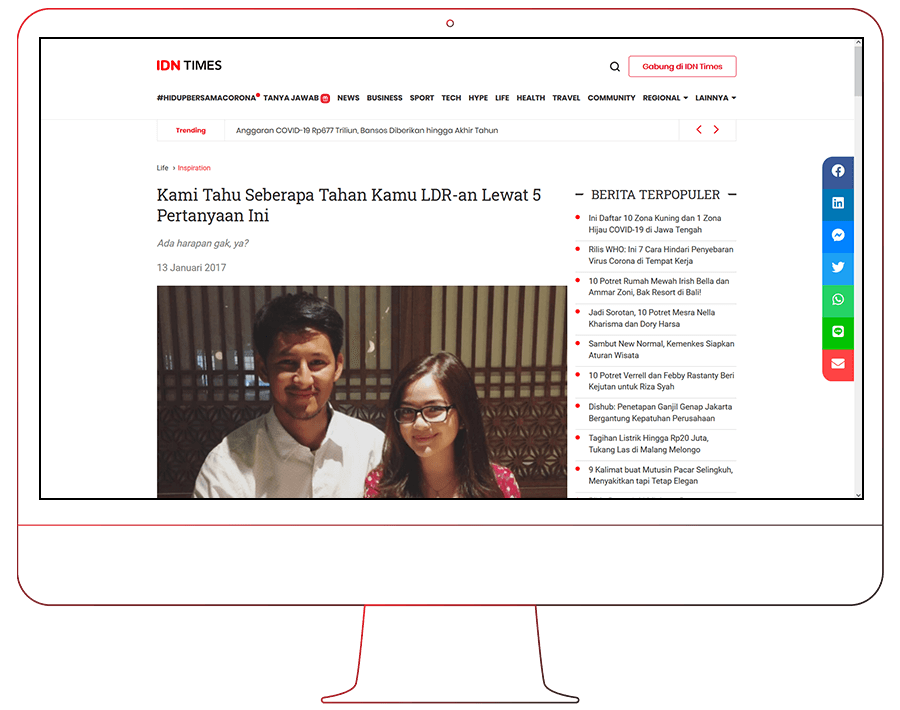 IDN TIMES
Gabung di IDN Times
#HIDUPBERSAMACORONA TANYA JAWAB NEWS BUSINESS SPORT TECH HYPE LIFE HEALTH TRAVEL COMMUNITY REGIONAL LAINNYA
Trending
Anggaran COVID-19 Rp677 Triliun, Bansos Diberikan hingga Akhir Tahun
Life › Inspiration
Kami Tahu Seberapa Tahan Kamu LDR-an Lewat 5
Pertanyaan Ini
Ada harapan gak, ya?
13 Januari 2017
BERITA TERPOPULER
Ini Daftar 10 Zona Kuning dan 1 Zona
Hijau COVID-19 di Jawa Tengah
Rilis WHO: Ini 7 Cara Hindari Penyebaran
Virus Corona di Tempat Kerja
10 Potret Rumah Mewah Irish Bella dan
Ammar Zoni, Bak Resort di Bali!
Jadi Sorotan, 10 Potret Mesra Nella
Kharisma dan Dory Harsa
Sambut New Normal, Kemenkes Siapkan
Aturan Wisata
10 Potret Verrell dan Febby Rastanty Beri
Kejutan untuk Riza Syah
Dishub: Penetapan Ganjil Genap Jakarta
Bergantung Kepatuhan Perusahaan
Tagihan Listrik Hingga Rp20 Juta,
Tukang Las di Malang Melongo
9 Kalimat buat Mutusin Pacar Selingkuh,
Menyakitkan tapi Tetap Elegan